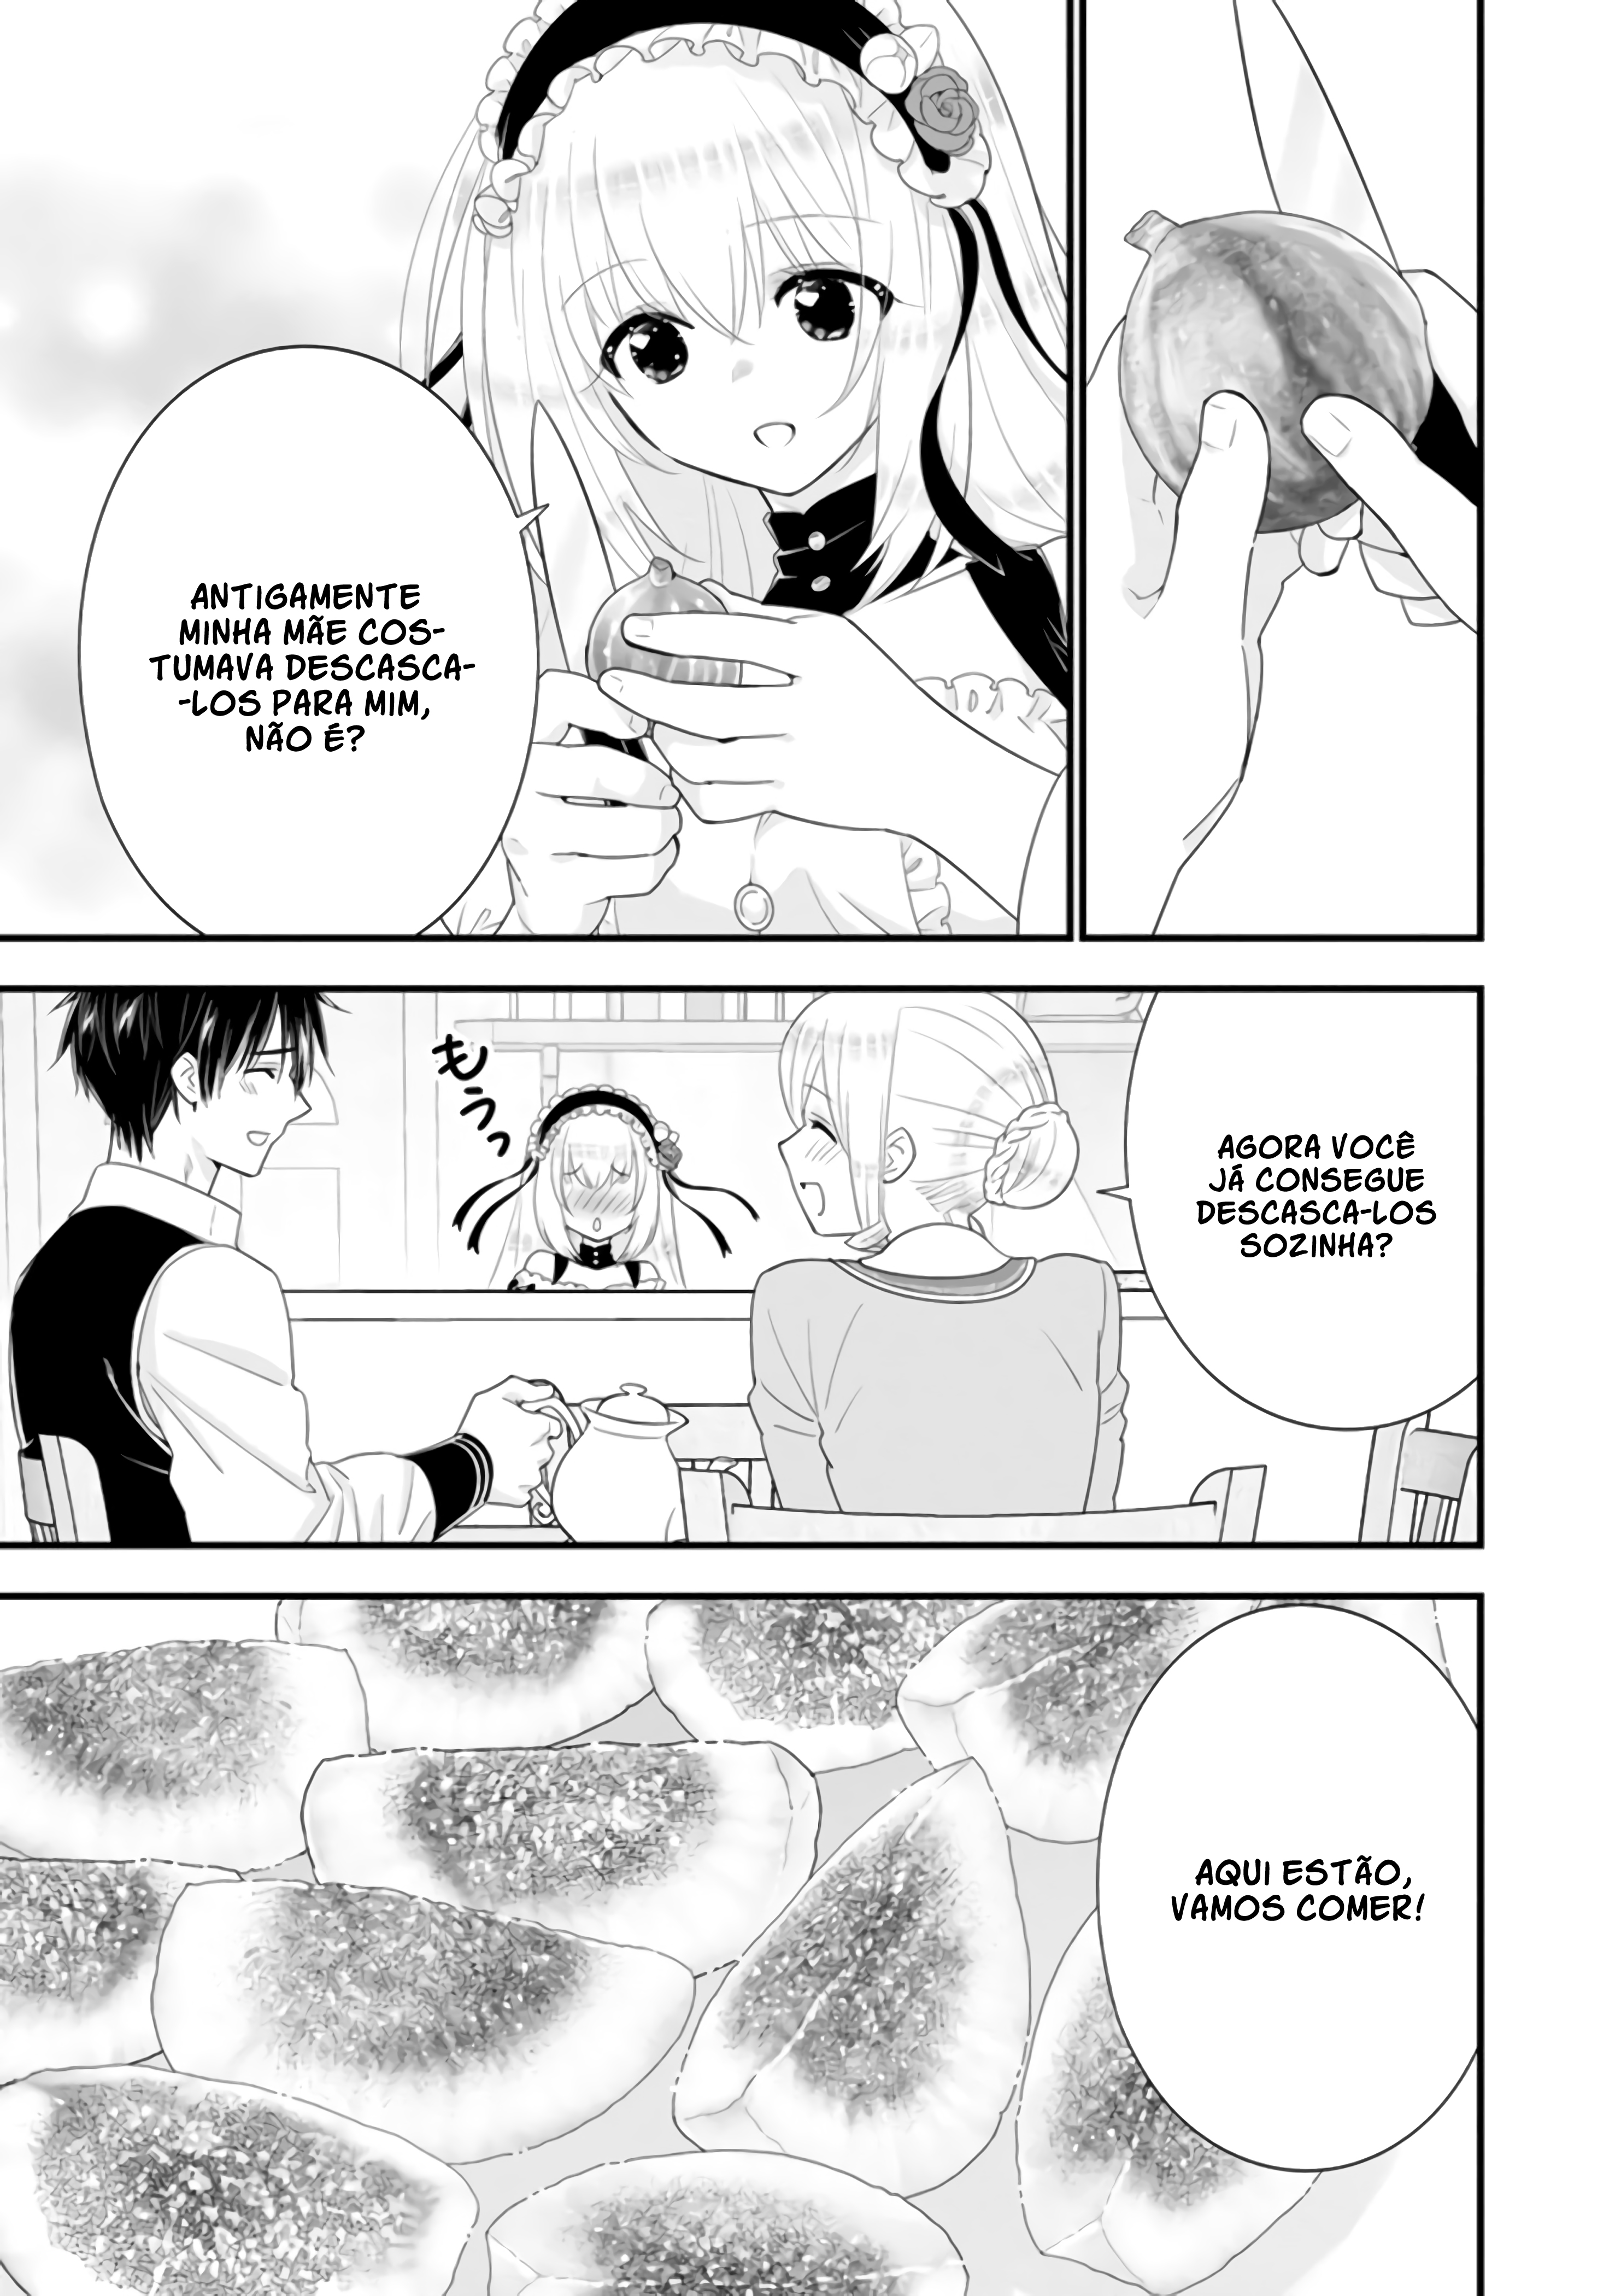 ANTIGAMENTE
MINHA MÃE COS-
TUMAVA DESCASCA-
-LOS PARA MIM,
NÃO É?
AGORA VOCÊ
JÁ CONSEGUE
DESCASCA-LOS
SOZINHA?
もうっ
AQUI ESTÃO,
VAMOS COMER!